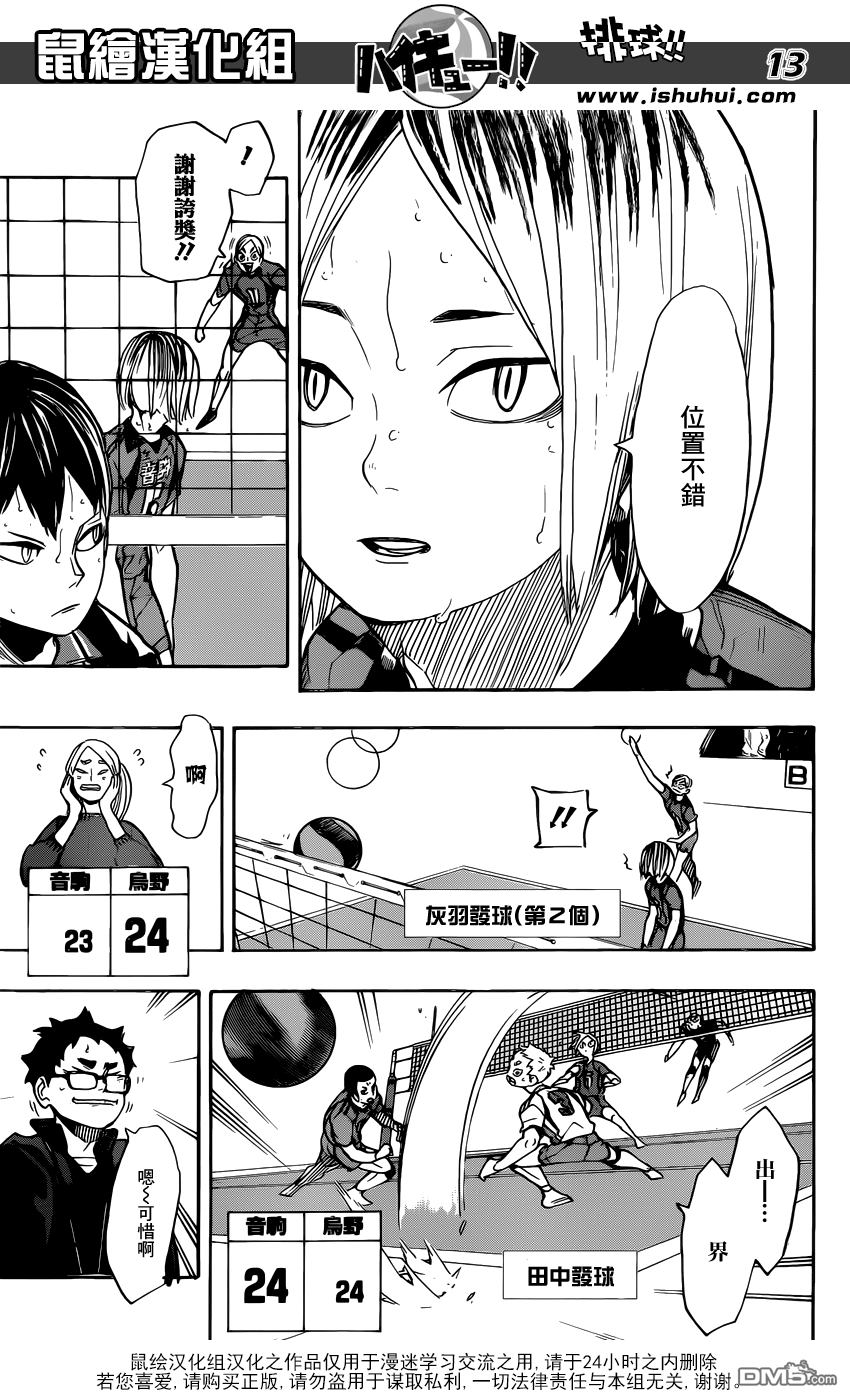 鼠繪漢化組
ハイキュー!!
排球!!
13
www.ishuhui.com
位置不錯
!
謝謝誇獎!!
11
音駒
!!
B
灰羽發球(第2個)
啊
音駒 烏野
23 24
出——……
界
田中發球
音駒 烏野
24 24
嗯~可惜啊
鼠绘汉化组汉化之作品仅用于漫迷学习交流之用,请于24小时之内删除
若您喜爱,请购买正版,请勿用于谋取私利,一切法律责任与本组无关,谢谢。
DM5.com